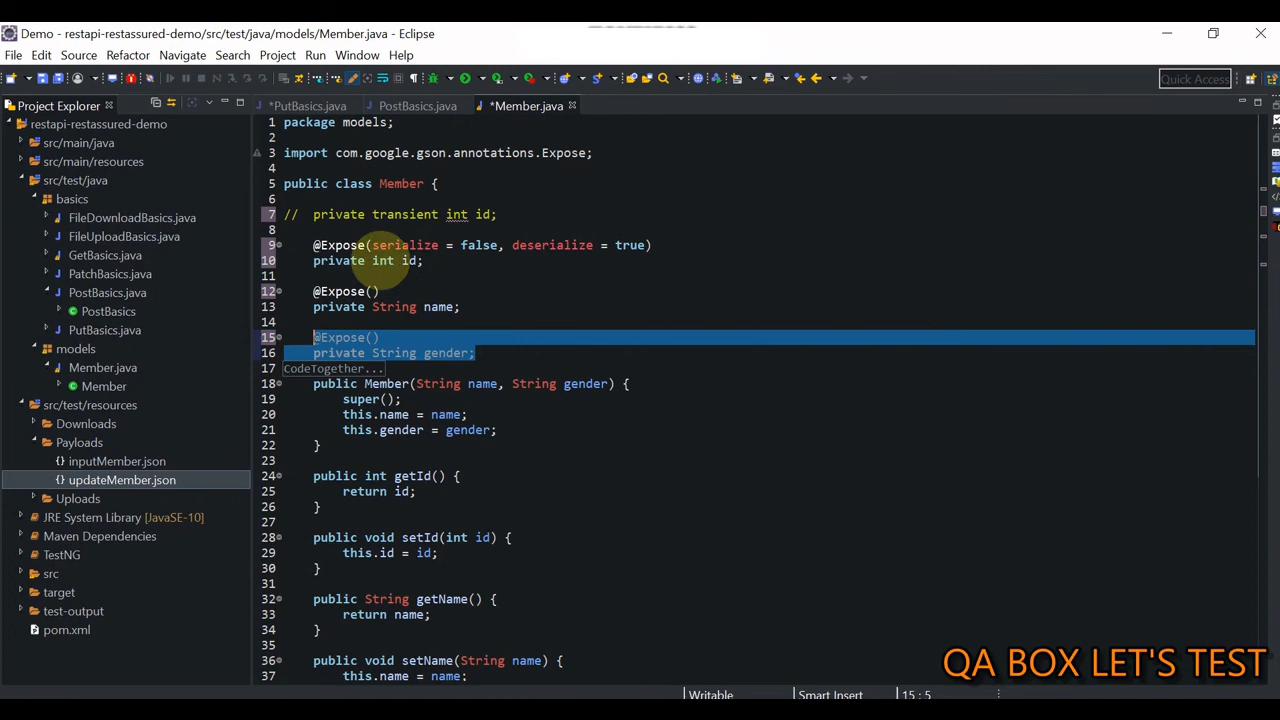 Demo - restapi-restassured-demo/src/test/java/models/Member.java - Eclipse
File Edit Source Refactor Navigate Search Project Run Window Help
Quick Access
Project Explorer
*PutBasics.java PostBasics.java *Member.java
restapi-restassured-demo
src/main/java
src/main/resources
src/test/java
basics
FileDownloadBasics.java
FileUploadBasics.java
GetBasics.java
PatchBasics.java
PostBasics.java
PostBasics
PutBasics.java
models
Member.java
Member
src/test/resources
Downloads
Payloads
{} inputMember.json
{} updateMember.json
Uploads
JRE System Library [JavaSE-10]
Maven Dependencies
TestNG
src
target
test-output
pom.xml
1 package models;
2
3 import com.google.gson.annotations.Expose;
4
5 public class Member {
6
7 // private transient int id;
8
9 @Expose(serialize = false, deserialize = true)
10 private int id;
11
12 @Expose()
13 private String name;
14
15 @Expose()
16 private String gender;
17 CodeTogether...
18 public Member(String name, String gender) {
19 super();
20 this.name = name;
21 this.gender = gender;
22 }
23
24 public int getId() {
25 return id;
26 }
27
28 public void setId(int id) {
29 this.id = id;
30 }
31
32 public String getName() {
33 return name;
34 }
35
36 public void setName(String name) {
37 this.name = name;
QA BOX LET'S TEST
Writable Smart Insert 15 : 5